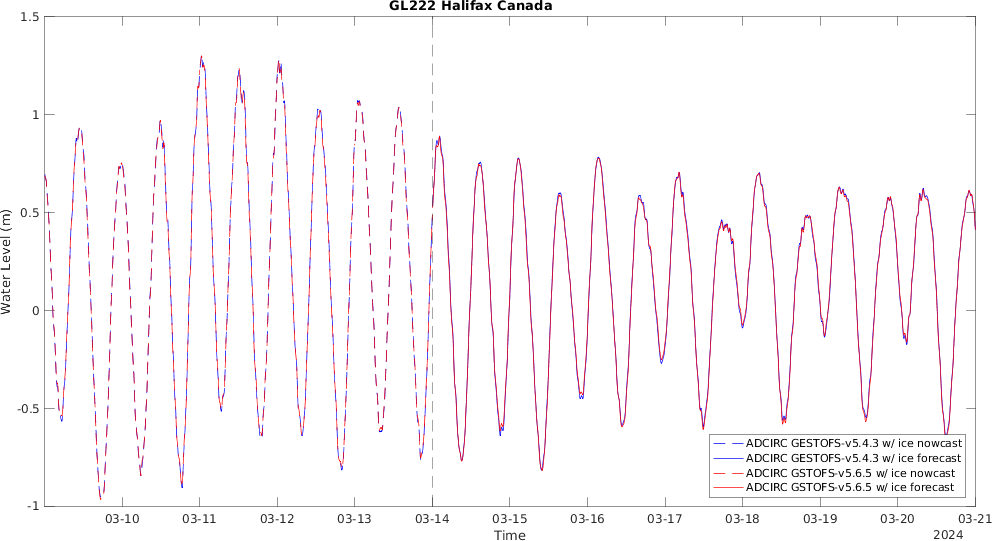 GL222 Halifax Canada
1.5
1
0.5
0
-0.5
-1
Water Level (m)
03-10 03-11 03-12 03-13 03-14 03-15 03-16 03-17 03-18 03-19 03-20 03-21
Time
2024
ADCIRC GESTOFS-v5.4.3 w/ ice nowcast
ADCIRC GESTOFS-v5.4.3 w/ ice forecast
ADCIRC GSTOFS-v5.6.5 w/ ice nowcast
ADCIRC GSTOFS-v5.6.5 w/ ice forecast